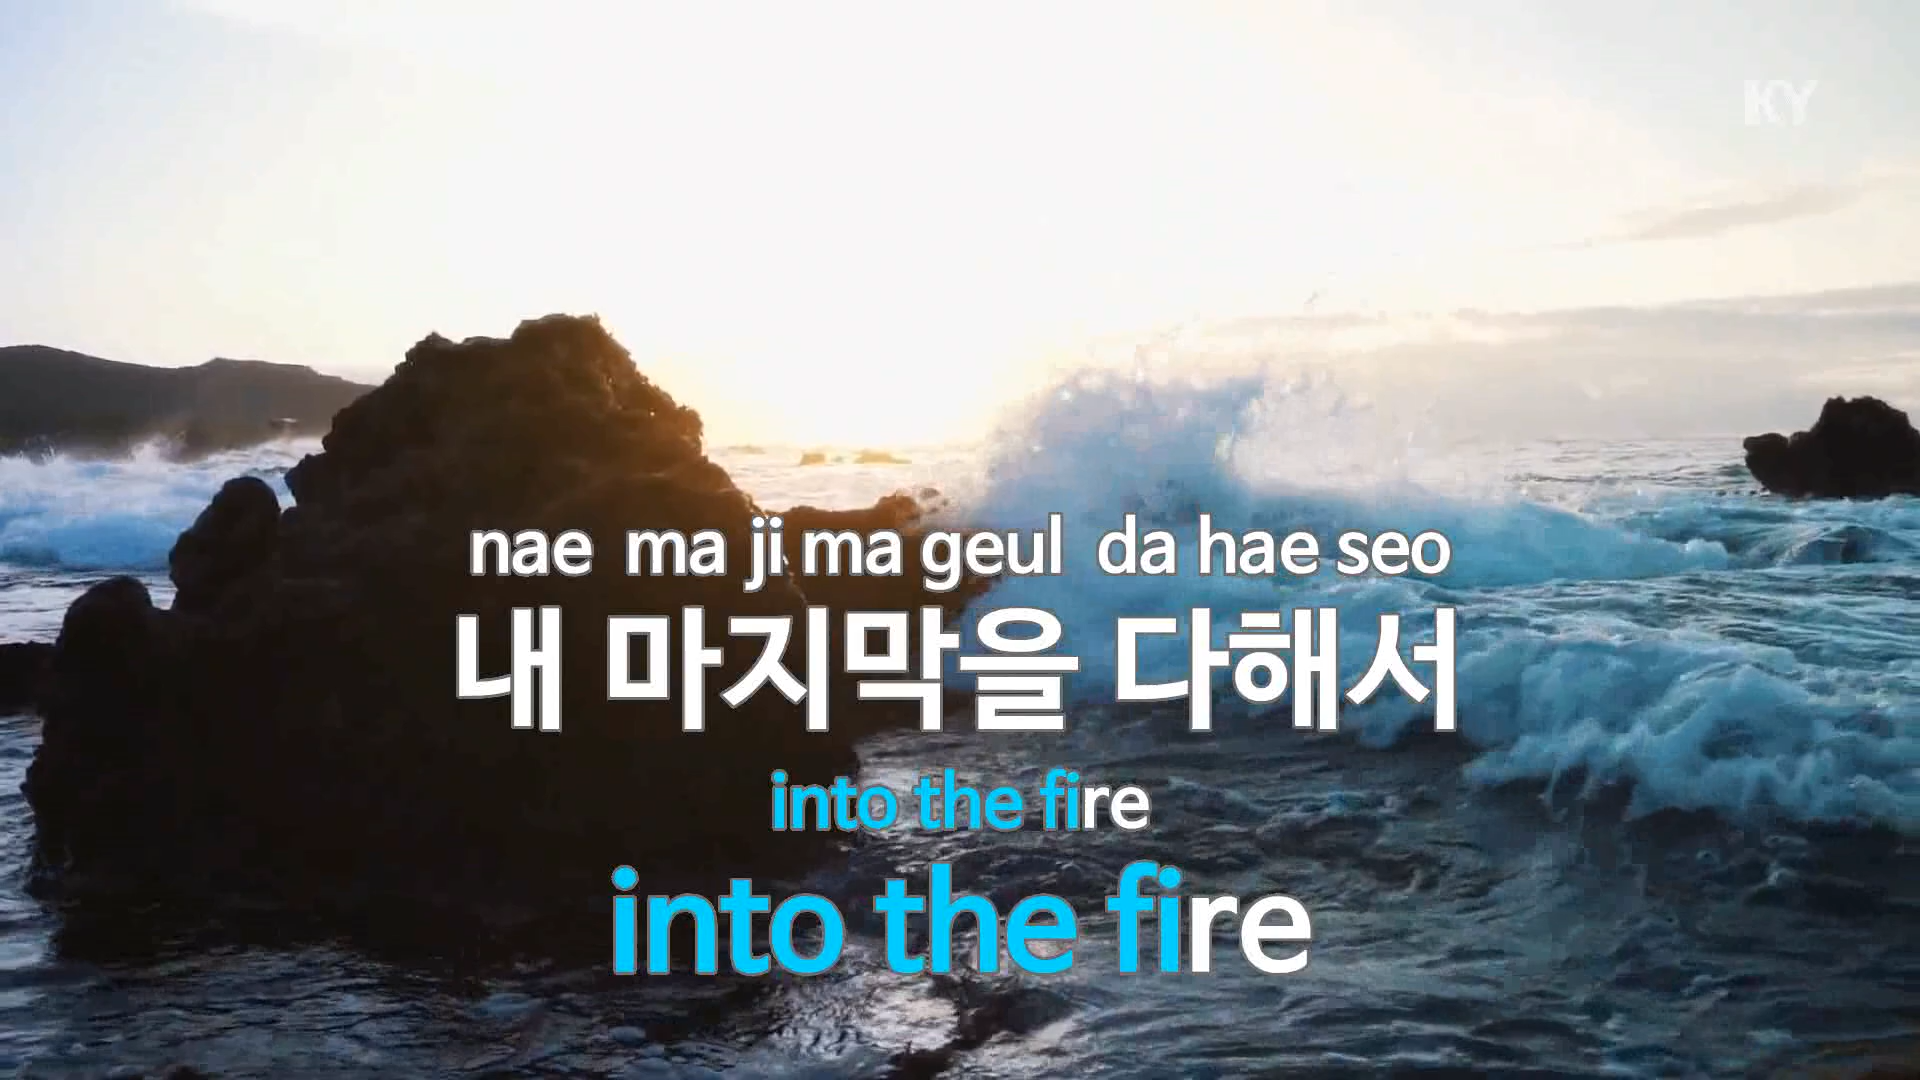 KY
nae ma ji ma geul da hae seo
내 마지막을 다해서
into the fire
into the fire